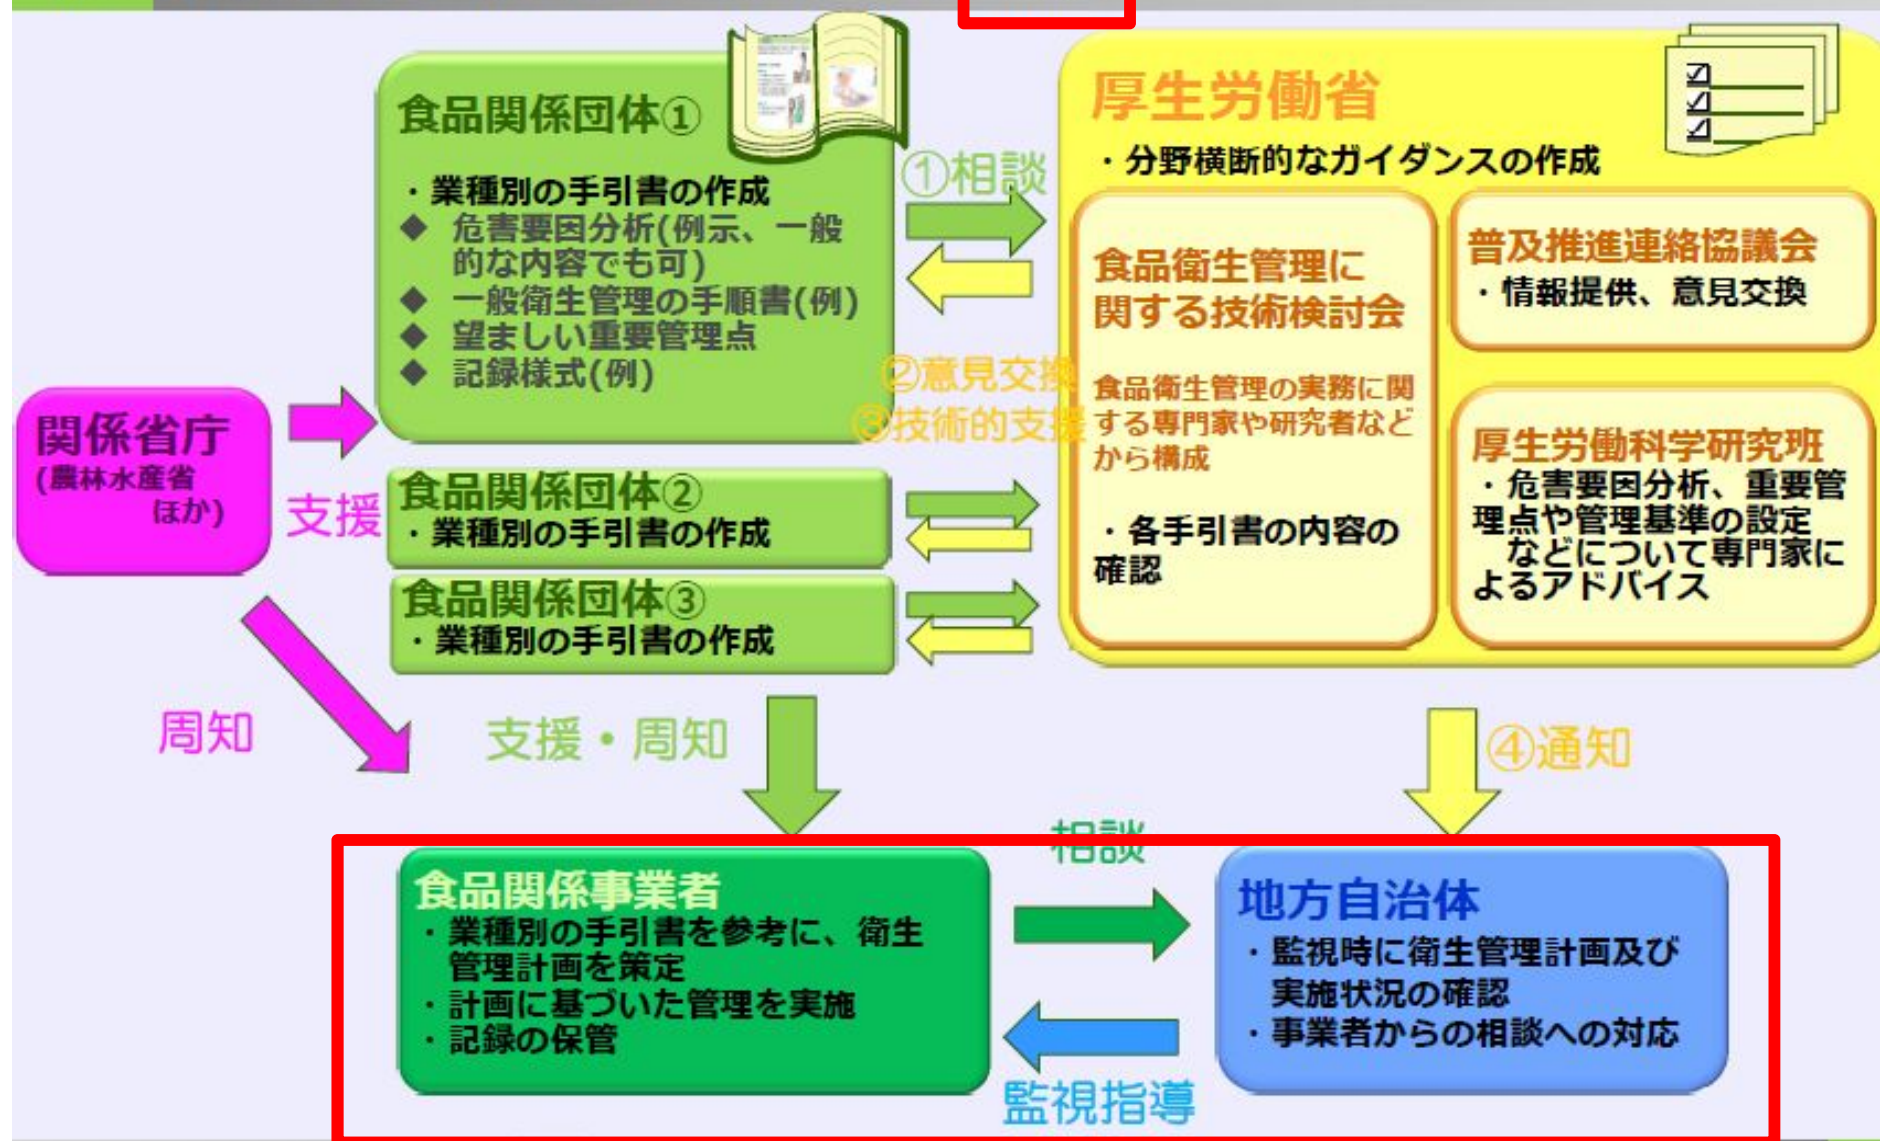 食品関係団体①
・業種別の手引書の作成
◆ 危害要因分析(例示、一般
的な内容でも可)
◆ 一般衛生管理の手順書(例)
◆ 望ましい重要管理点
◆ 記録様式(例)
①相談
②意見交換
③技術的支援
厚生労働省
・分野横断的なガイダンスの作成
食品衛生管理に
関する技術検討会
食品衛生管理の実務に関
する専門家や研究者など
から構成
・各手引書の内容の
確認
普及推進連絡協議会
・情報提供、意見交換
厚生労働科学研究班
・危害要因分析、重要管
理点や管理基準の設定
などについて専門家に
よるアドバイス
関係省庁
(農林水産省
ほか)
支援
食品関係団体②
・業種別の手引書の作成
食品関係団体③
・業種別の手引書の作成
周知
支援・周知
④通知
食品関係事業者
・業種別の手引書を参考に、衛生
管理計画を策定
・計画に基づいた管理を実施
・記録の保管
相談
監視指導
地方自治体
・監視時に衛生管理計画及び
実施状況の確認
・事業者からの相談への対応